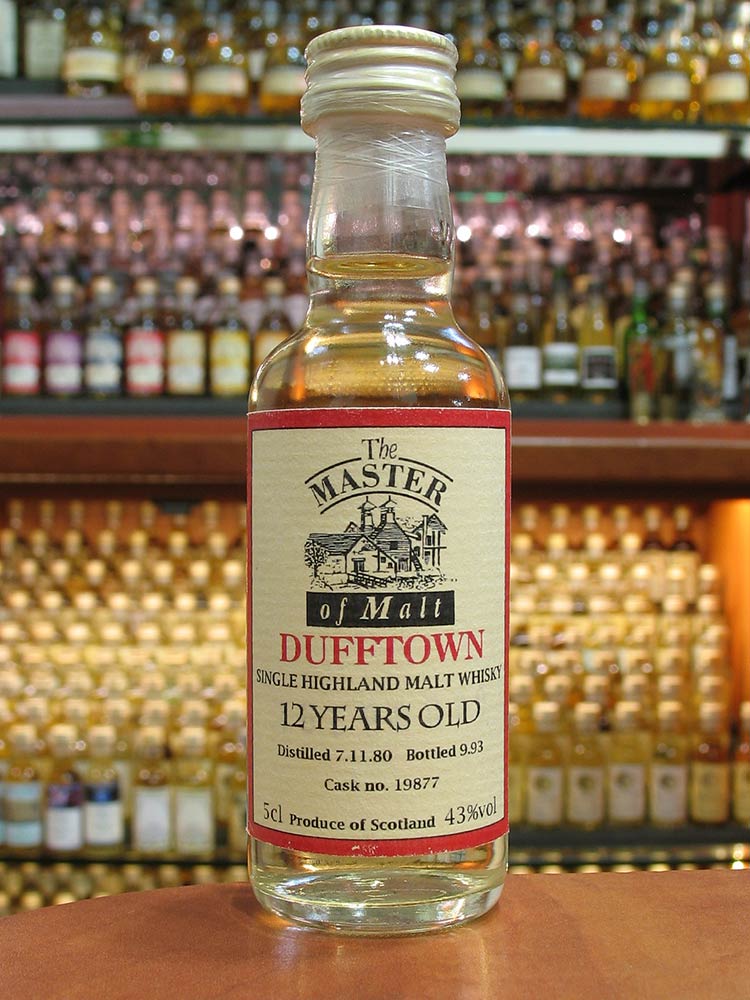 The
MASTER
of Malt
DUFFTOWN
SINGLE HIGHLAND MALT WHISKY
12 YEARS OLD
Distilled 7.11.80 Bottled 9.93
Cask no. 19877
5cl Produce of Scotland 43%vol